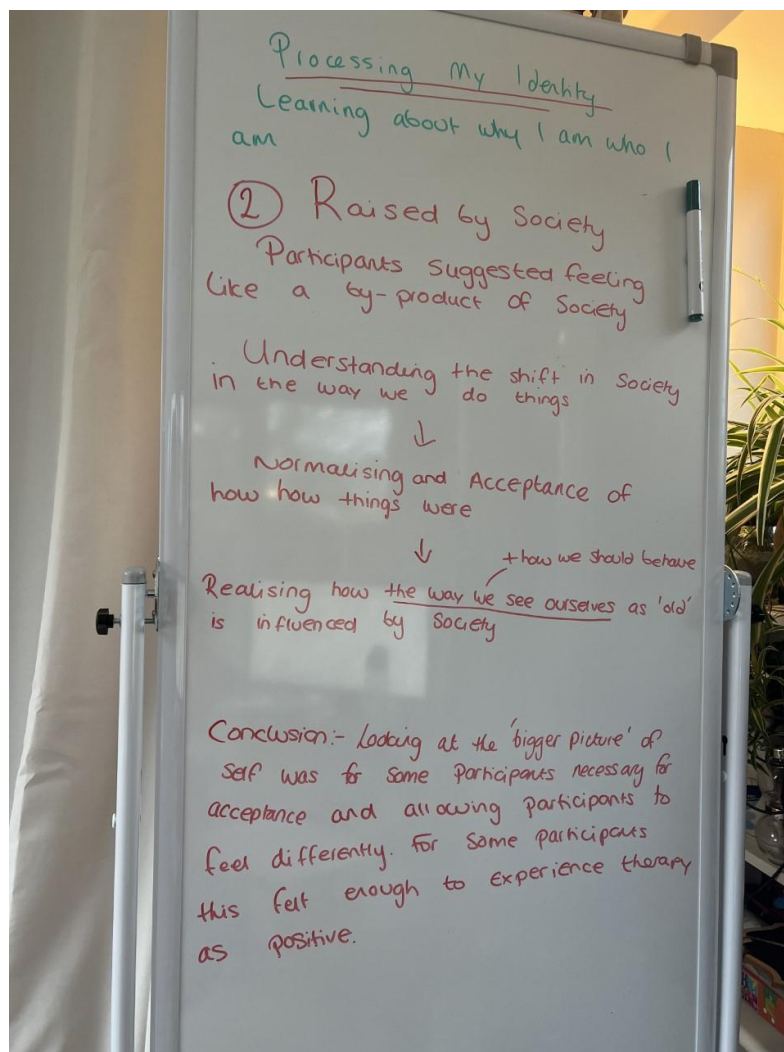 Processing My Identity
Learning about why I am who I
am
2 Raised by Society
Participants suggested feeling
like a by-product of Society
Understanding the shift in Society
in the way we do things
↓
Normalising and Acceptance of
how how things were
↓
+ how we should behave
Realising how the way we see ourselves as 'old'
is influenced by Society
Conclusion:- Looking at the 'bigger picture' of
self was for some participants necessary for
acceptance and allowing participants to
feel differently. For some participants
this felt enough to experience therapy
as positive.